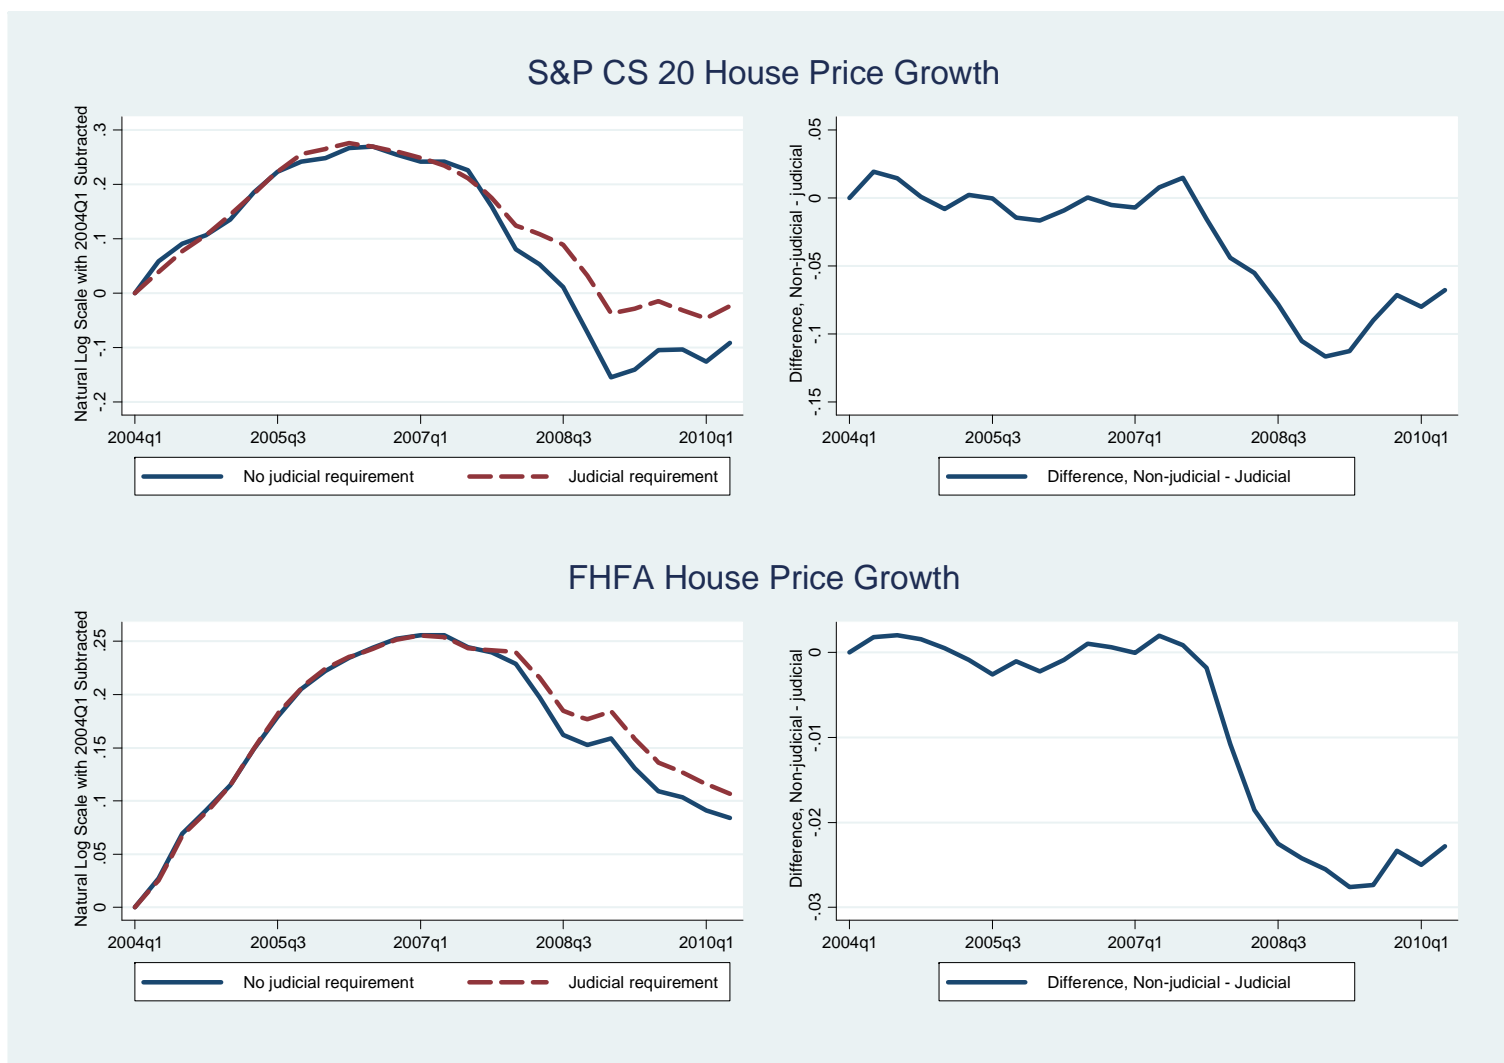 S&P CS 20 House Price Growth
Natural Log Scale with 2004Q1 Subtracted
.3
.2
.1
0
-.1
-.2
2004q1 2005q3 2007q1 2008q3 2010q1
No judicial requirement Judicial requirement
Difference, Non-judicial - judicial
.05
0
-.05
-.1
-.15
2004q1 2005q3 2007q1 2008q3 2010q1
Difference, Non-judicial - Judicial
FHFA House Price Growth
Natural Log Scale with 2004Q1 Subtracted
.25
.2
.15
.1
.05
0
2004q1 2005q3 2007q1 2008q3 2010q1
No judicial requirement Judicial requirement
Difference, Non-judicial - judicial
0
-.01
-.02
-.03
2004q1 2005q3 2007q1 2008q3 2010q1
Difference, Non-judicial - Judicial